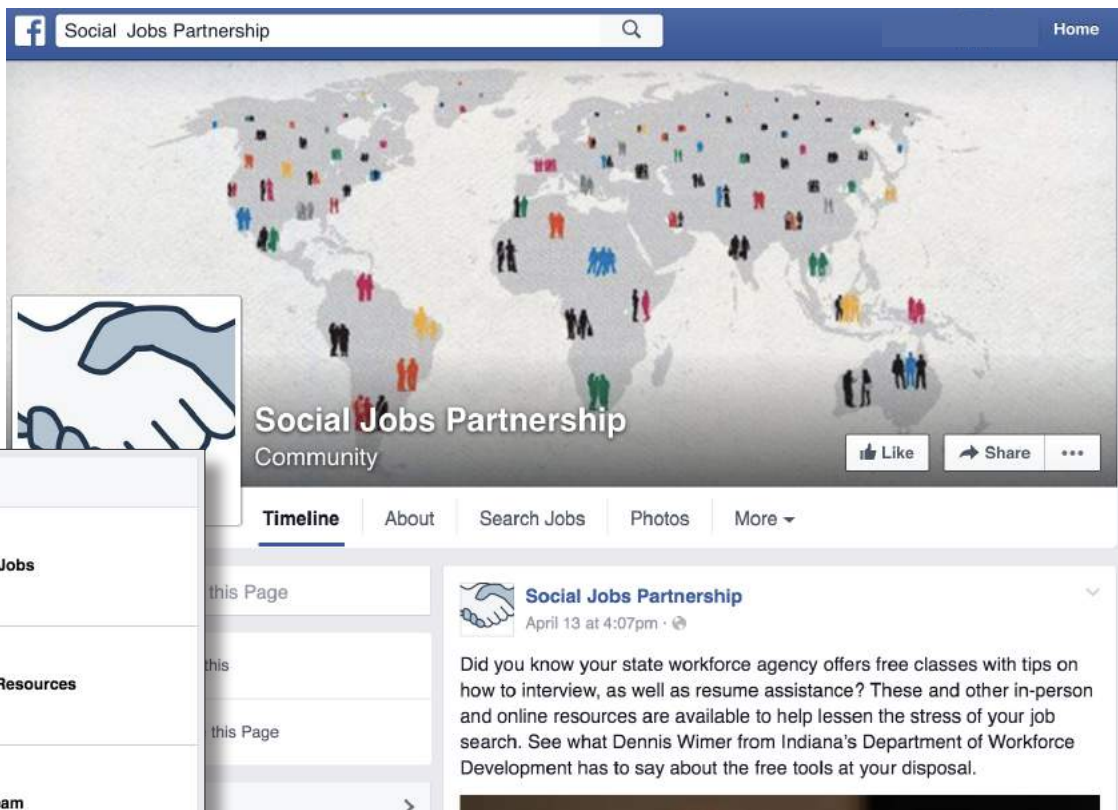 Social Jobs Partnership
Home
Social Jobs Partnership
Community
Like
Share
Timeline
About
Search Jobs
Photos
More
Jobs
Resources
this Page
this
this Page
Social Jobs Partnership
April 13 at 4:07pm
Did you know your state workforce agency offers free classes with tips on
how to interview, as well as resume assistance? These and other in-person
and online resources are available to help lessen the stress of your job
search. See what Dennis Wimer from Indiana's Department of Workforce
Development has to say about the free tools at your disposal.